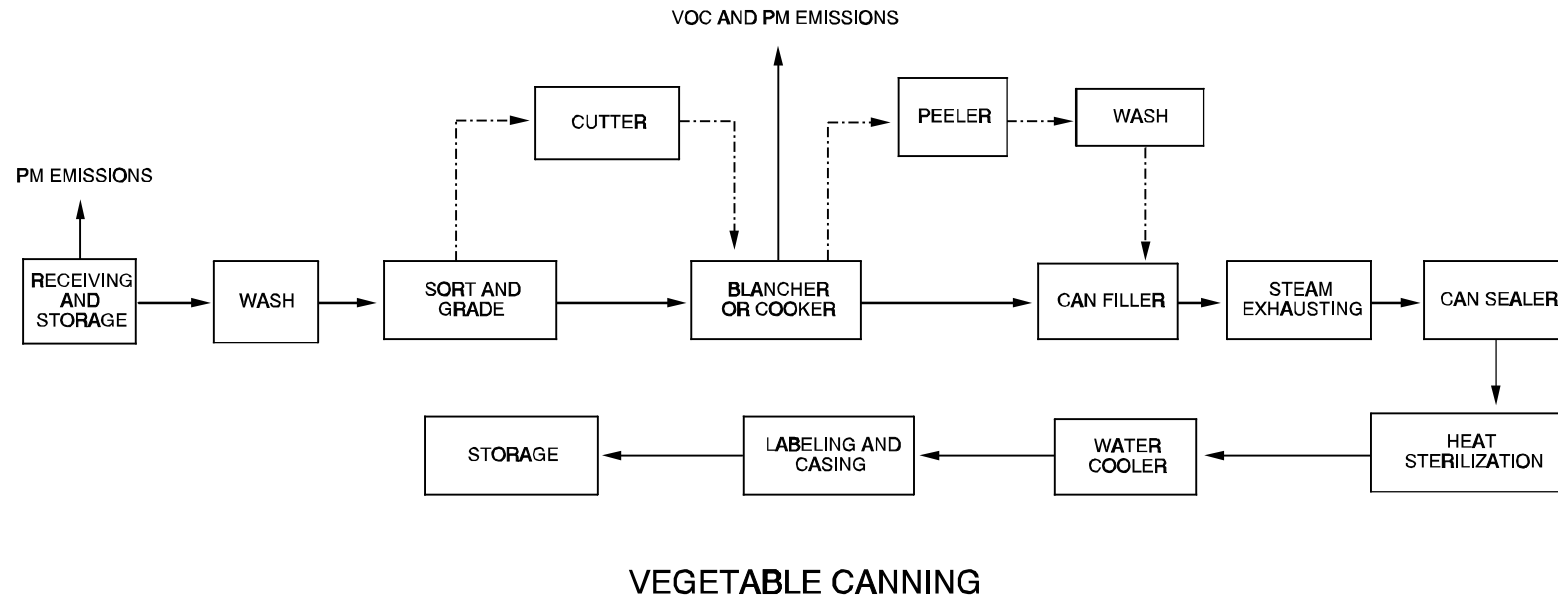 VOC AND PM EMISSIONS
CUTTER
PEELER
WASH
PM EMISSIONS
RECEIVING
AND
STORAGE
WASH
SORT AND
GRADE
BLANCHER
OR COOKER
CAN FILLER
STEAM
EXHAUSTING
CAN SEALER
STORAGE
LABELING AND
CASING
WATER
COOLER
HEAT
STERILIZATION
VEGETABLE CANNING